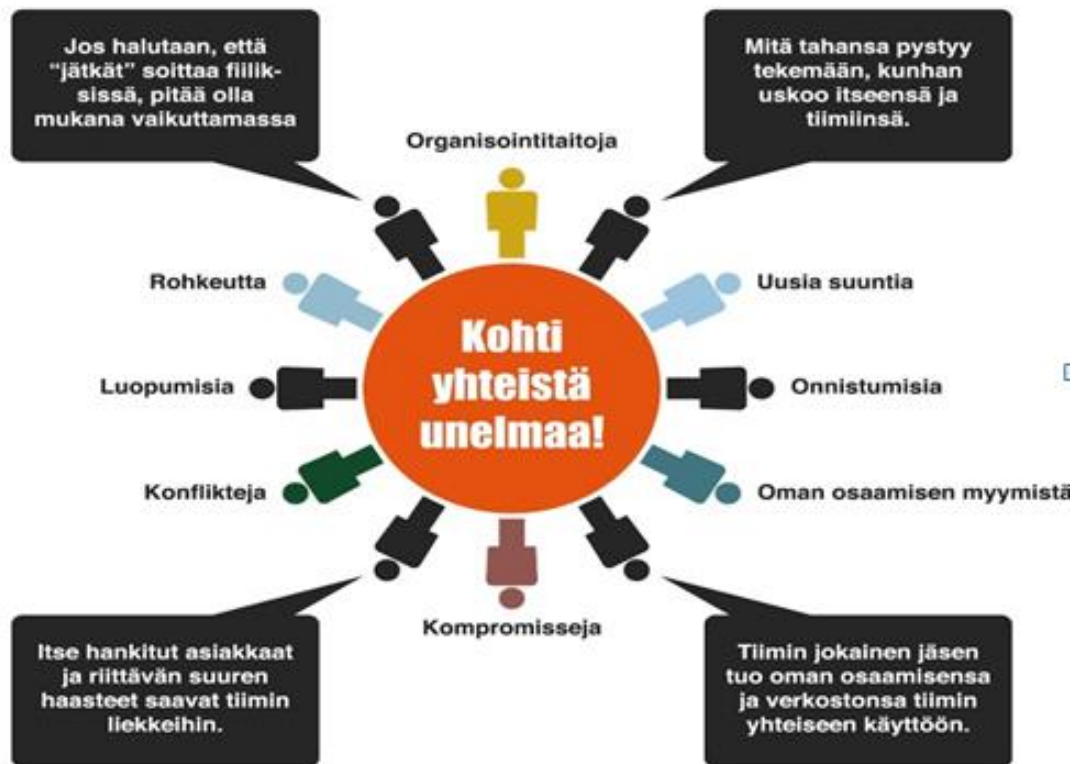 Jos halutaan, että
“jätkät” soittaa fiilik-
sissä, pitää olla
mukana vaikuttamassa
Mitä tahansa pystyy
tekemään, kunhan
uskoo itseensä ja
tiimiinsä.
Organisointitaitoja
Rohkeutta
Uusia suuntia
Luopumisia
Kohti
yhteistä
unelmaa!
Onnistumisia
Konflikteja
Oman osaamisen myymistä
Kompromisseja
Itse hankitut asiakkaat
ja riittävän suuren
haasteet saavat tiimin
liekkeihin.
Tiimin jokainen jäsen
tuo oman osaamisensa
ja verkostonsa tiimin
yhteiseen käyttöön.